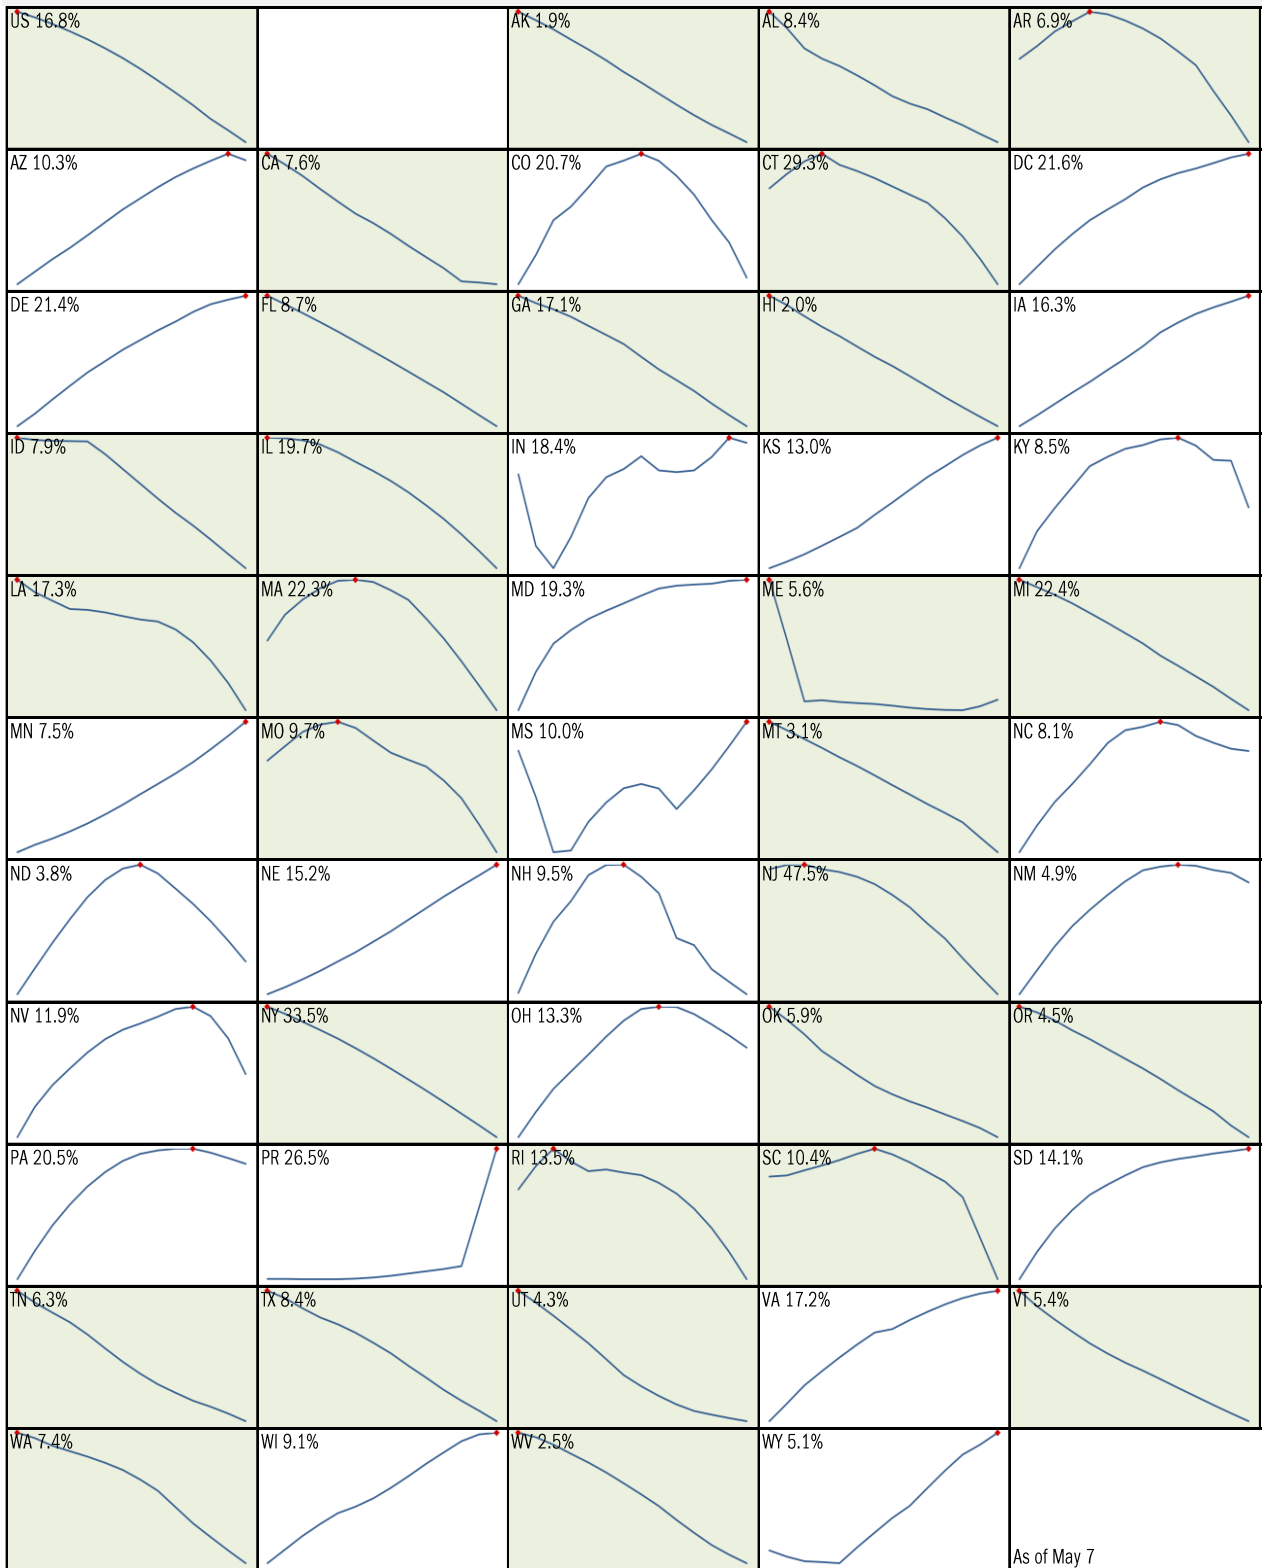 US 16.8%
AK 1.9%
AL 8.4%
AR 6.9%
AZ 10.3%
CA 7.6%
CO 20.7%
CT 29.3%
DC 21.6%
DE 21.4%
FL 8.7%
GA 17.1%
HI 2.0%
IA 16.3%
ID 7.9%
IL 19.7%
IN 18.4%
KS 13.0%
KY 8.5%
LA 17.3%
MA 22.3%
MD 19.3%
ME 5.6%
MI 22.4%
MN 7.5%
MO 9.7%
MS 10.0%
MT 3.1%
NC 8.1%
ND 3.8%
NE 15.2%
NH 9.5%
NJ 47.5%
NM 4.9%
NV 11.9%
NY 33.5%
OH 13.3%
OK 5.9%
OR 4.5%
PA 20.5%
PR 26.5%
RI 13.5%
SC 10.4%
SD 14.1%
TN 6.3%
TX 8.4%
UT 4.3%
VA 17.2%
VT 5.4%
WA 7.4%
WI 9.1%
WV 2.5%
WY 5.1%
As of May 7